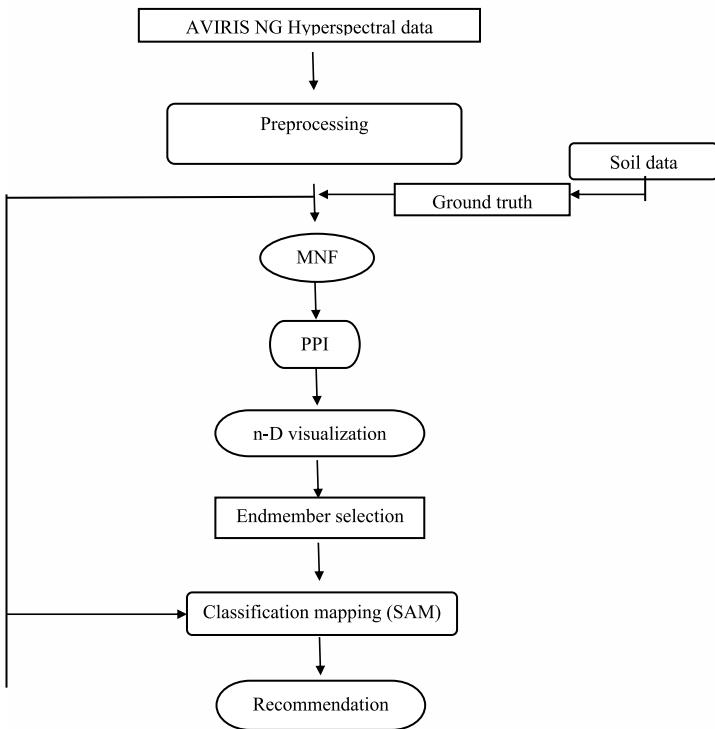 AVIRIS NG Hyperspectral data
Preprocessing
Soil data
Ground truth
MNF
PPI
n-D visualization
Endmember selection
Classification mapping (SAM)
Recommendation